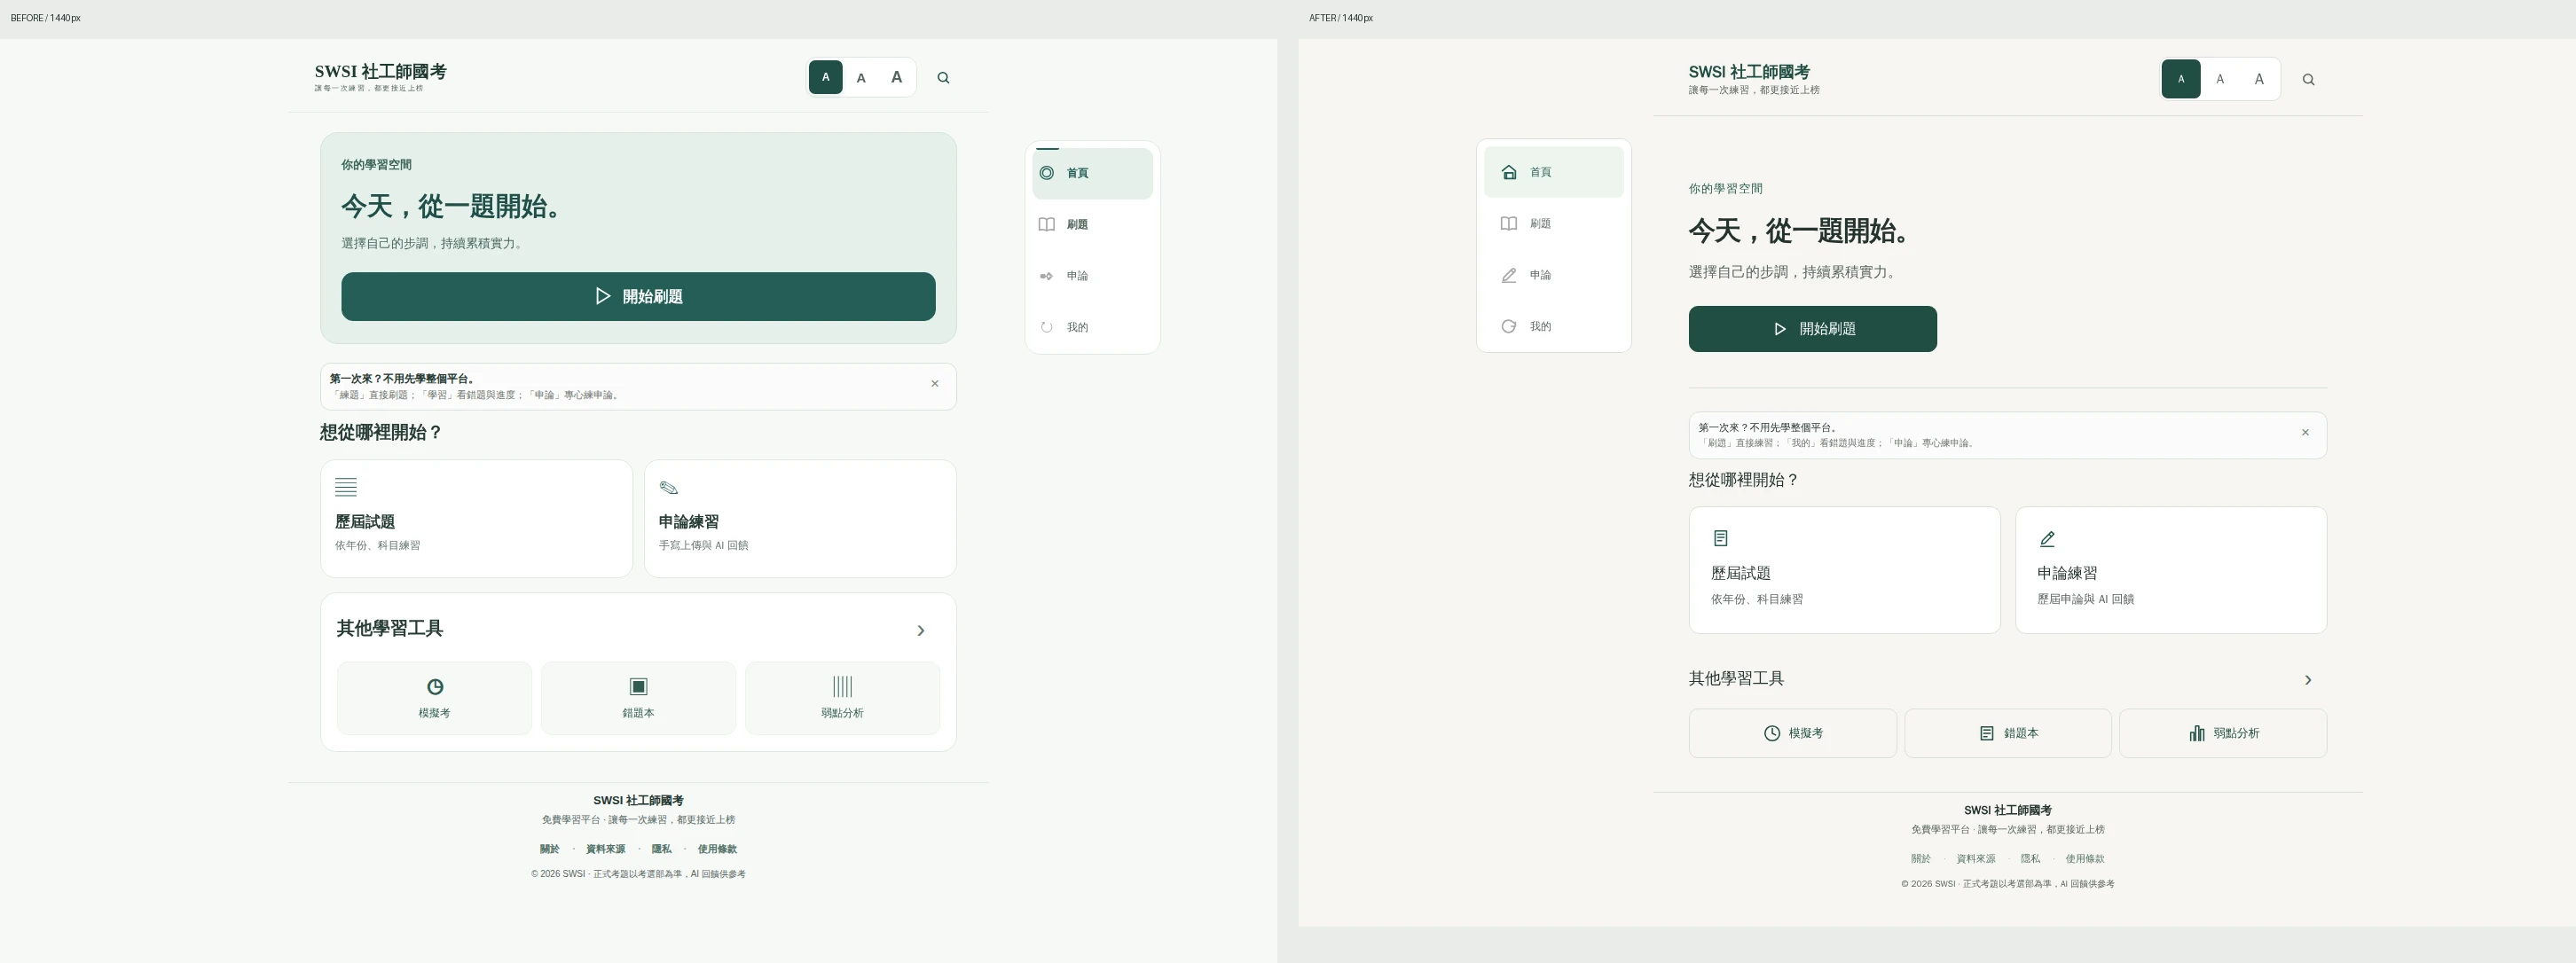 BEFORE / 1440px
SWSI 社工師國考
讓每一次練習，都更接近上榜
A A A
你的學習空間
今天，從一題開始。
選擇自己的步調，持續累積實力。
開始刷題
首頁
刷題
申論
我的
第一次來？不用先學整個平台。
「練題」直接刷題；「學習」看錯題與進度；「申論」專心練申論。
×
想從哪裡開始？
歷屆試題
依年份、科目練習
申論練習
手寫上傳與 AI 回饋
其他學習工具
模擬考
錯題本
弱點分析
SWSI 社工師國考
免費學習平台 · 讓每一次練習，都更接近上榜
關於 · 資料來源 · 隱私 · 使用條款
© 2026 SWSI · 正式考題以考選部為準，AI 回饋供參考
AFTER / 1440px
SWSI 社工師國考
讓每一次練習，都更接近上榜
A A A
首頁
刷題
申論
我的
你的學習空間
今天，從一題開始。
選擇自己的步調，持續累積實力。
開始刷題
第一次來？不用先學整個平台。
「刷題」直接練習；「我的」看錯題與進度；「申論」專心練申論。
×
想從哪裡開始？
歷屆試題
依年份、科目練習
申論練習
歷屆申論與 AI 回饋
其他學習工具
模擬考
錯題本
弱點分析
SWSI 社工師國考
免費學習平台 · 讓每一次練習，都更接近上榜
關於 · 資料來源 · 隱私 · 使用條款
© 2026 SWSI · 正式考題以考選部為準，AI 回饋供參考